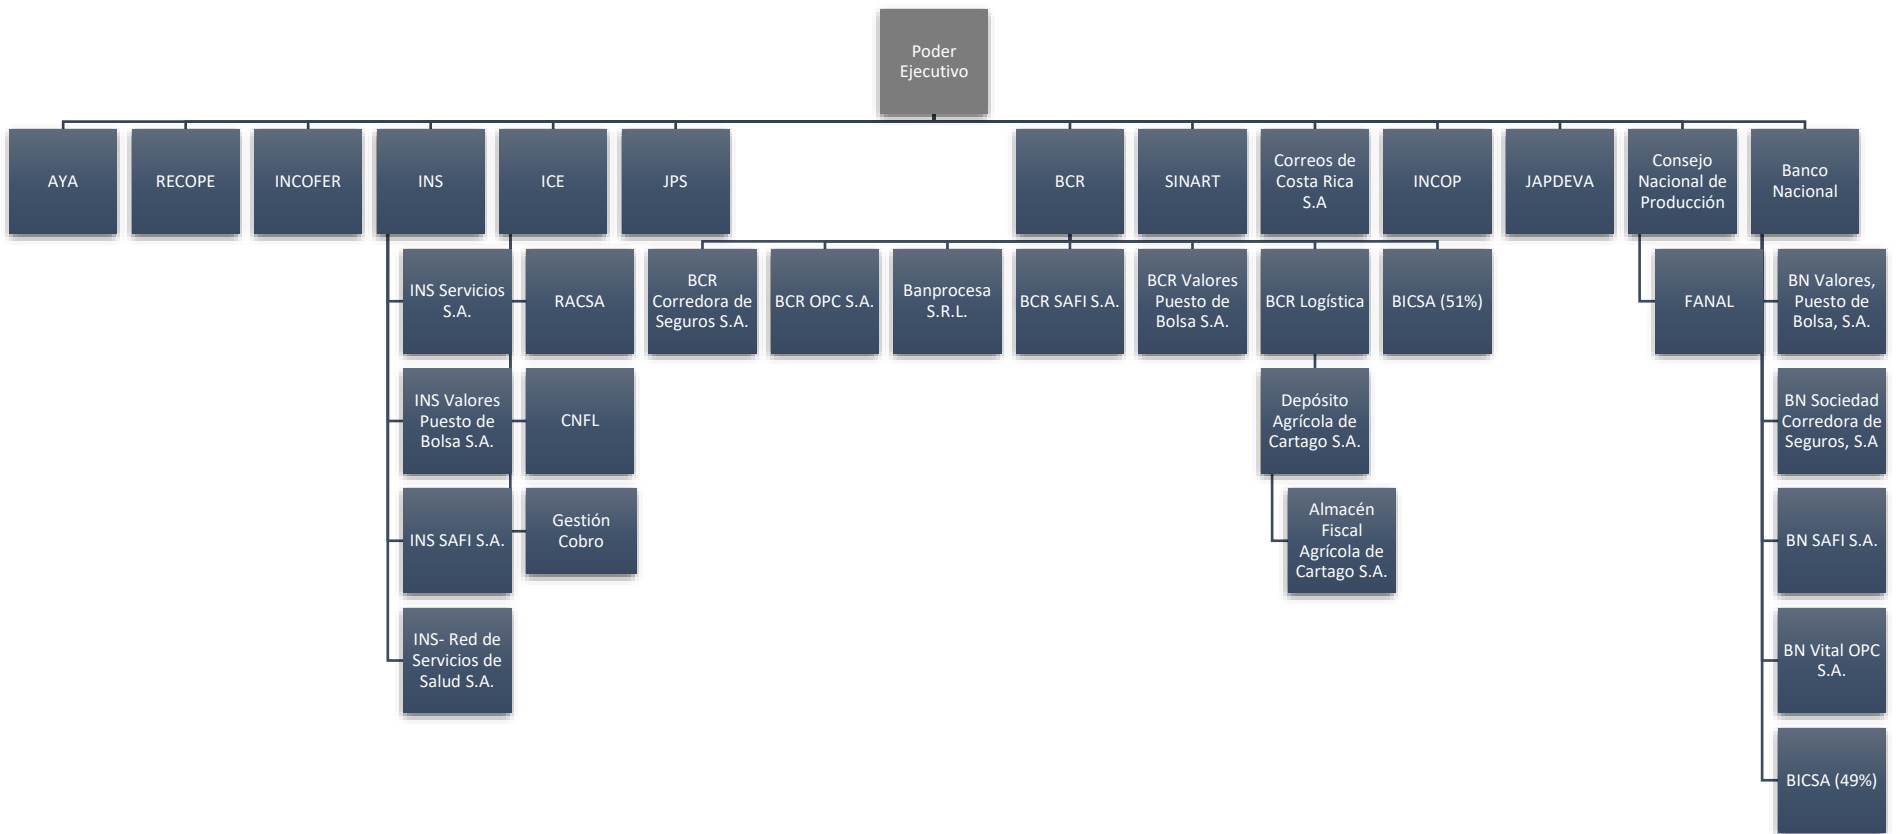 Poder
Ejecutivo
AYA
RECOPE
INCOFER
INS
ICE
JPS
BCR
SINART
Correos de
Costa Rica
S.A
INCOP
JAPDEVA
Consejo
Nacional de
Producción
Banco
Nacional
INS Servicios
S.A.
RACSA
BCR
Corredora de
Seguros S.A.
BCR OPC S.A.
Banprocesa
S.R.L.
BCR SAFI S.A.
BCR Valores
Puesto de
Bolsa S.A.
BCR Logística
BICSA (51%)
FANAL
BN Valores,
Puesto de
Bolsa, S.A.
INS Valores
Puesto de
Bolsa S.A.
CNFL
Depósito
Agrícola de
Cartago S.A.
BN Sociedad
Corredora de
Seguros, S.A
INS SAFI S.A.
Gestión
Cobro
Almacén
Fiscal
Agrícola de
Cartago S.A.
BN SAFI S.A.
INS- Red de
Servicios de
Salud S.A.
BN Vital OPC
S.A.
BICSA (49%)